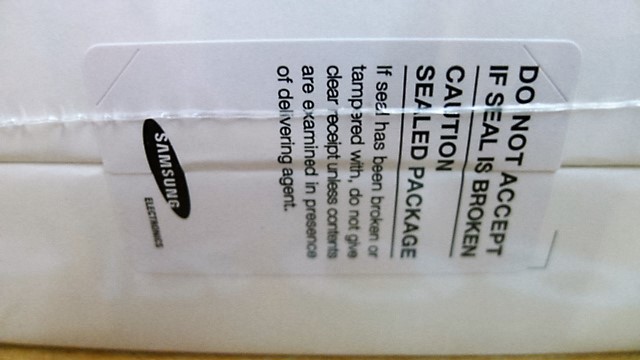 DO NOT ACCEPT
IF SEAL IS BROKEN
CAUTION
SEALED PACKAGE
If seal has been broken or
tampered with, do not give
clear receipt unless contents
are examined in presence
of delivering agent.
SAMSUNG
ELECTRONICS